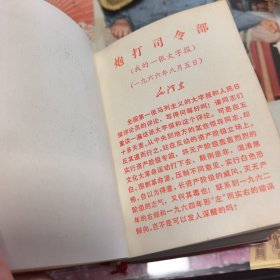 炮打司令部
(我的一张大字报)
(一九六六年八月五日)
毛泽东
全国第一张马列主义的大字报和人民日
报评论员的评论，写得何等好啊！请同志们
重读一遍这张大字报和这个评论。可是在五
十多天里，从中央到地方的某些领导同志，却
反其道而行之，站在反动的资产阶级立场上，
实行资产阶级专政，将无产阶级轰轰烈烈的
文化大革命运动打下去，颠倒是非，混淆黑
白，围剿革命派，压制不同意见，实行白色恐
怖，自以为得意，长资产阶级的威风，灭无产
阶级的志气，又何其毒也！联系到一九六二
年的右倾和一九六四年形"左"而实右的错误
倾向，岂不是可以发人深醒的吗？